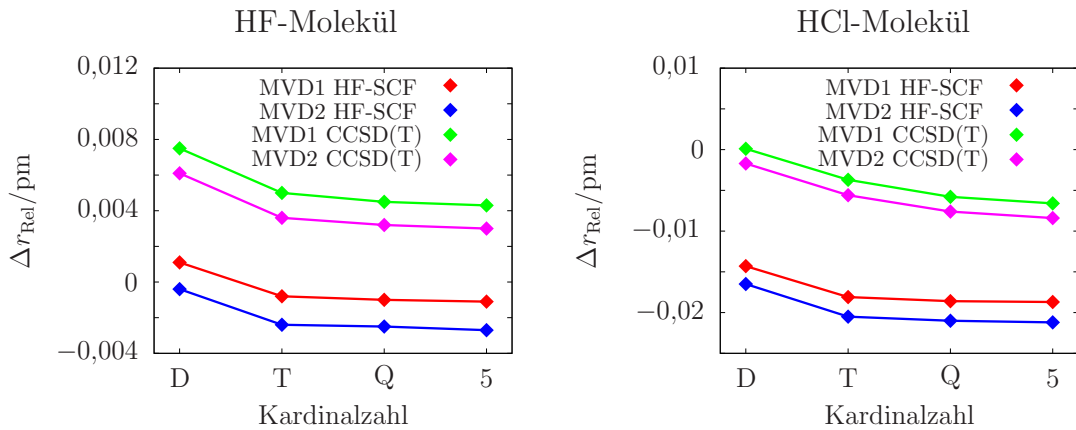 HF-Molekül
0,012
0,008
0,004
0
−0,004
Δr_Rel/pm
MVD1 HF-SCF
MVD2 HF-SCF
MVD1 CCSD(T)
MVD2 CCSD(T)
D T Q 5
Kardinalzahl
HCl-Molekül
0,01
0
−0,01
−0,02
Δr_Rel/pm
MVD1 HF-SCF
MVD2 HF-SCF
MVD1 CCSD(T)
MVD2 CCSD(T)
D T Q 5
Kardinalzahl